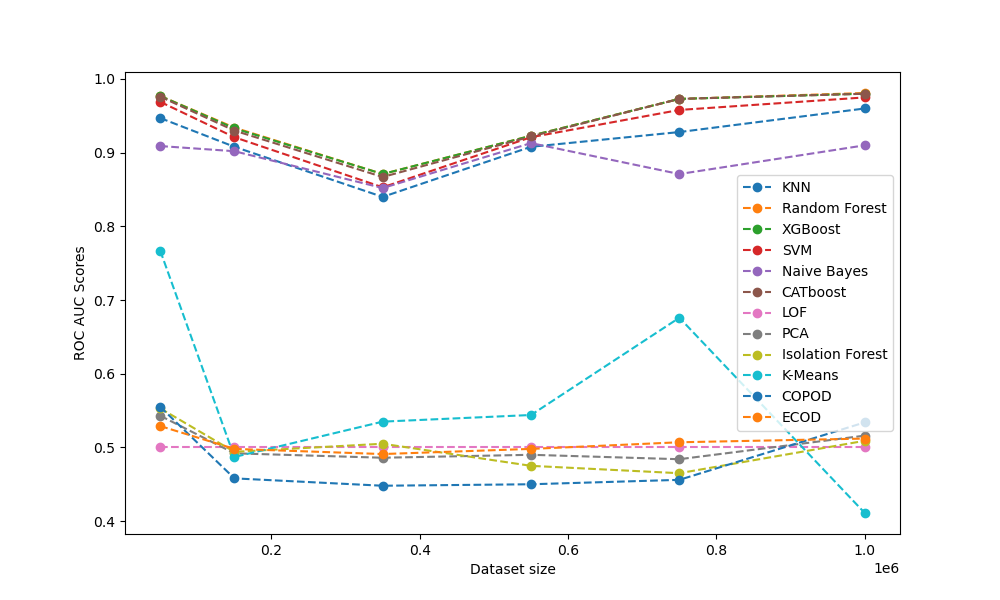 1.0
0.9
0.8
0.7
0.6
0.5
0.4
ROC AUC Scores
KNN
Random Forest
XGBoost
SVM
Naive Bayes
CATboost
LOF
PCA
Isolation Forest
K-Means
COPOD
ECOD
0.2
0.4
0.6
0.8
1.0
1e6
Dataset size